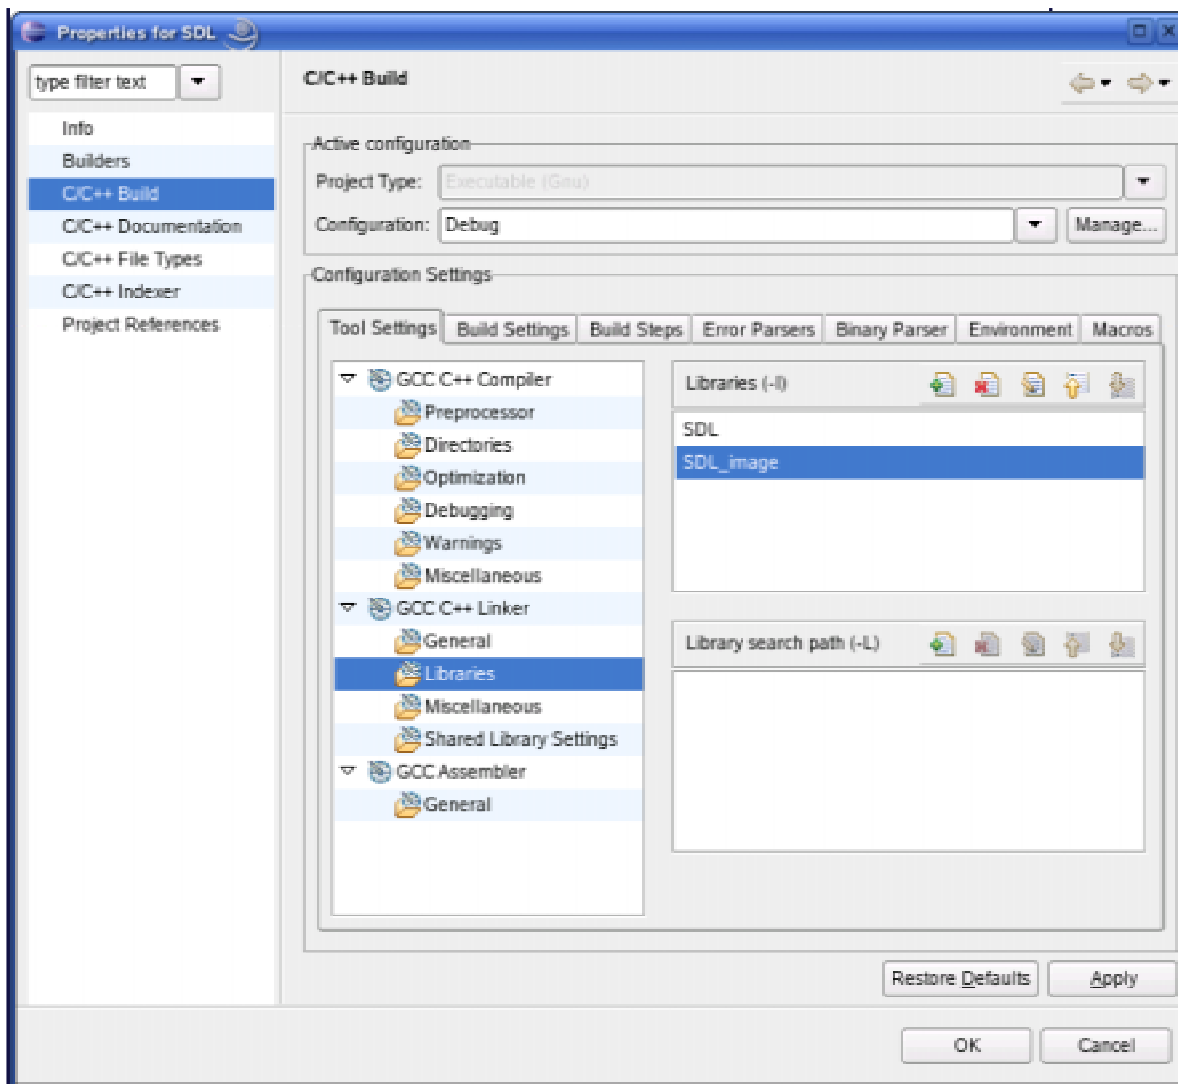 Properties for SDL
type filter text
Info
Builders
C/C++ Build
C/C++ Documentation
C/C++ File Types
C/C++ Indexer
Project References
C/C++ Build
Active configuration
Project Type: Executable (Gnu)
Configuration: Debug Manage...
Configuration Settings
Tool Settings Build Settings Build Steps Error Parsers Binary Parser Environment Macros
GCC C++ Compiler
Preprocessor
Directories
Optimization
Debugging
Warnings
Miscellaneous
GCC C++ Linker
General
Libraries
Miscellaneous
Shared Library Settings
GCC Assembler
General
Libraries (-l)
SDL
SDL_image
Library search path (-L)
Restore Defaults Apply
OK Cancel